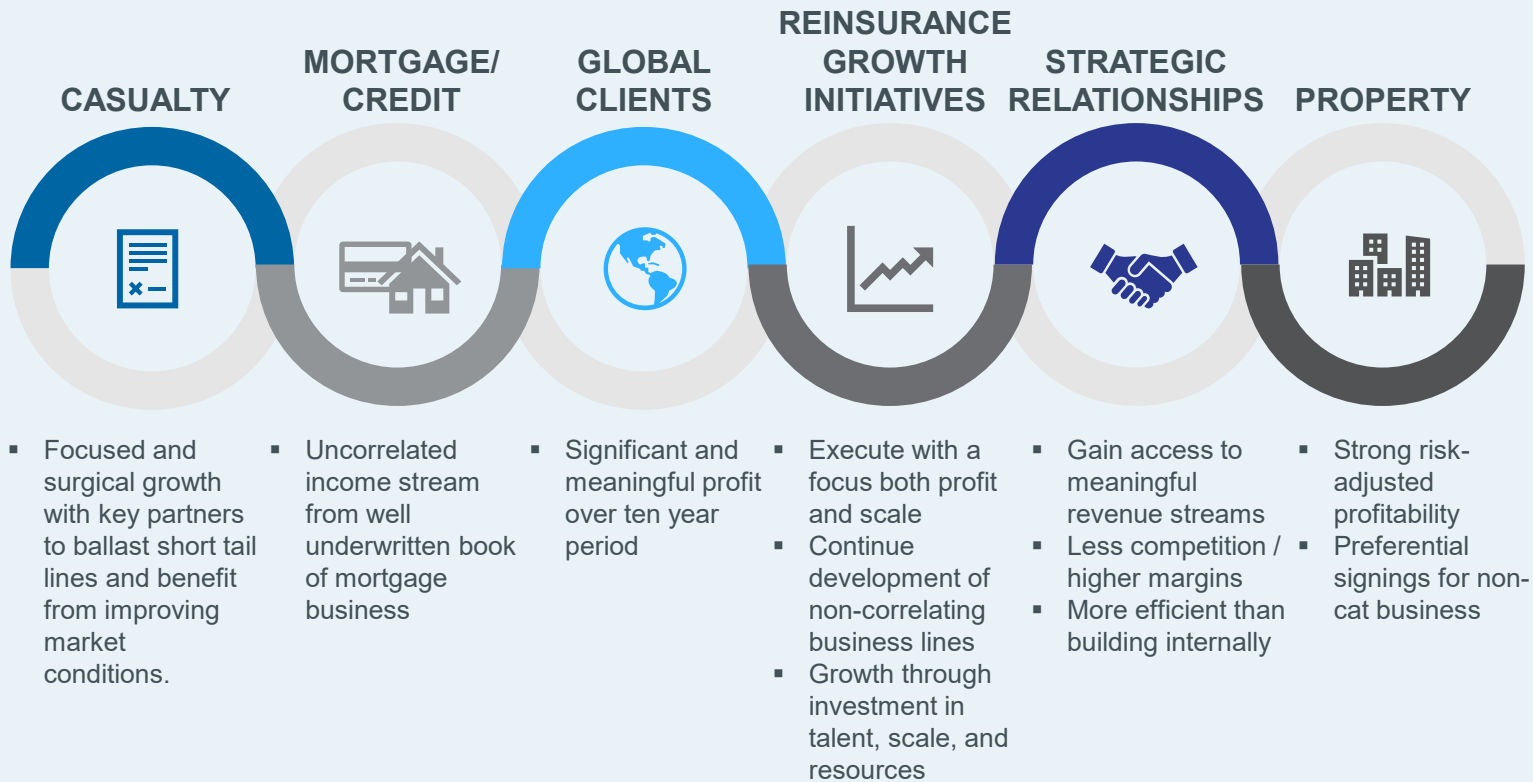 CASUALTY
MORTGAGE/
CREDIT
GLOBAL
CLIENTS
REINSURANCE
GROWTH
INITIATIVES
STRATEGIC
RELATIONSHIPS
PROPERTY
▪ Focused and
surgical growth
with key partners
to ballast short tail
lines and benefit
from improving
market
conditions.
▪ Uncorrelated
income stream
from well
underwritten book
of mortgage
business
▪ Significant and
meaningful profit
over ten year
period
▪ Execute with a
focus both profit
and scale
▪ Continue
development of
non-correlating
business lines
▪ Growth through
investment in
talent, scale, and
resources
▪ Gain access to
meaningful
revenue streams
▪ Less competition /
higher margins
▪ More efficient than
building internally
▪ Strong risk-
adjusted
profitability
▪ Preferential
signings for non-
cat business